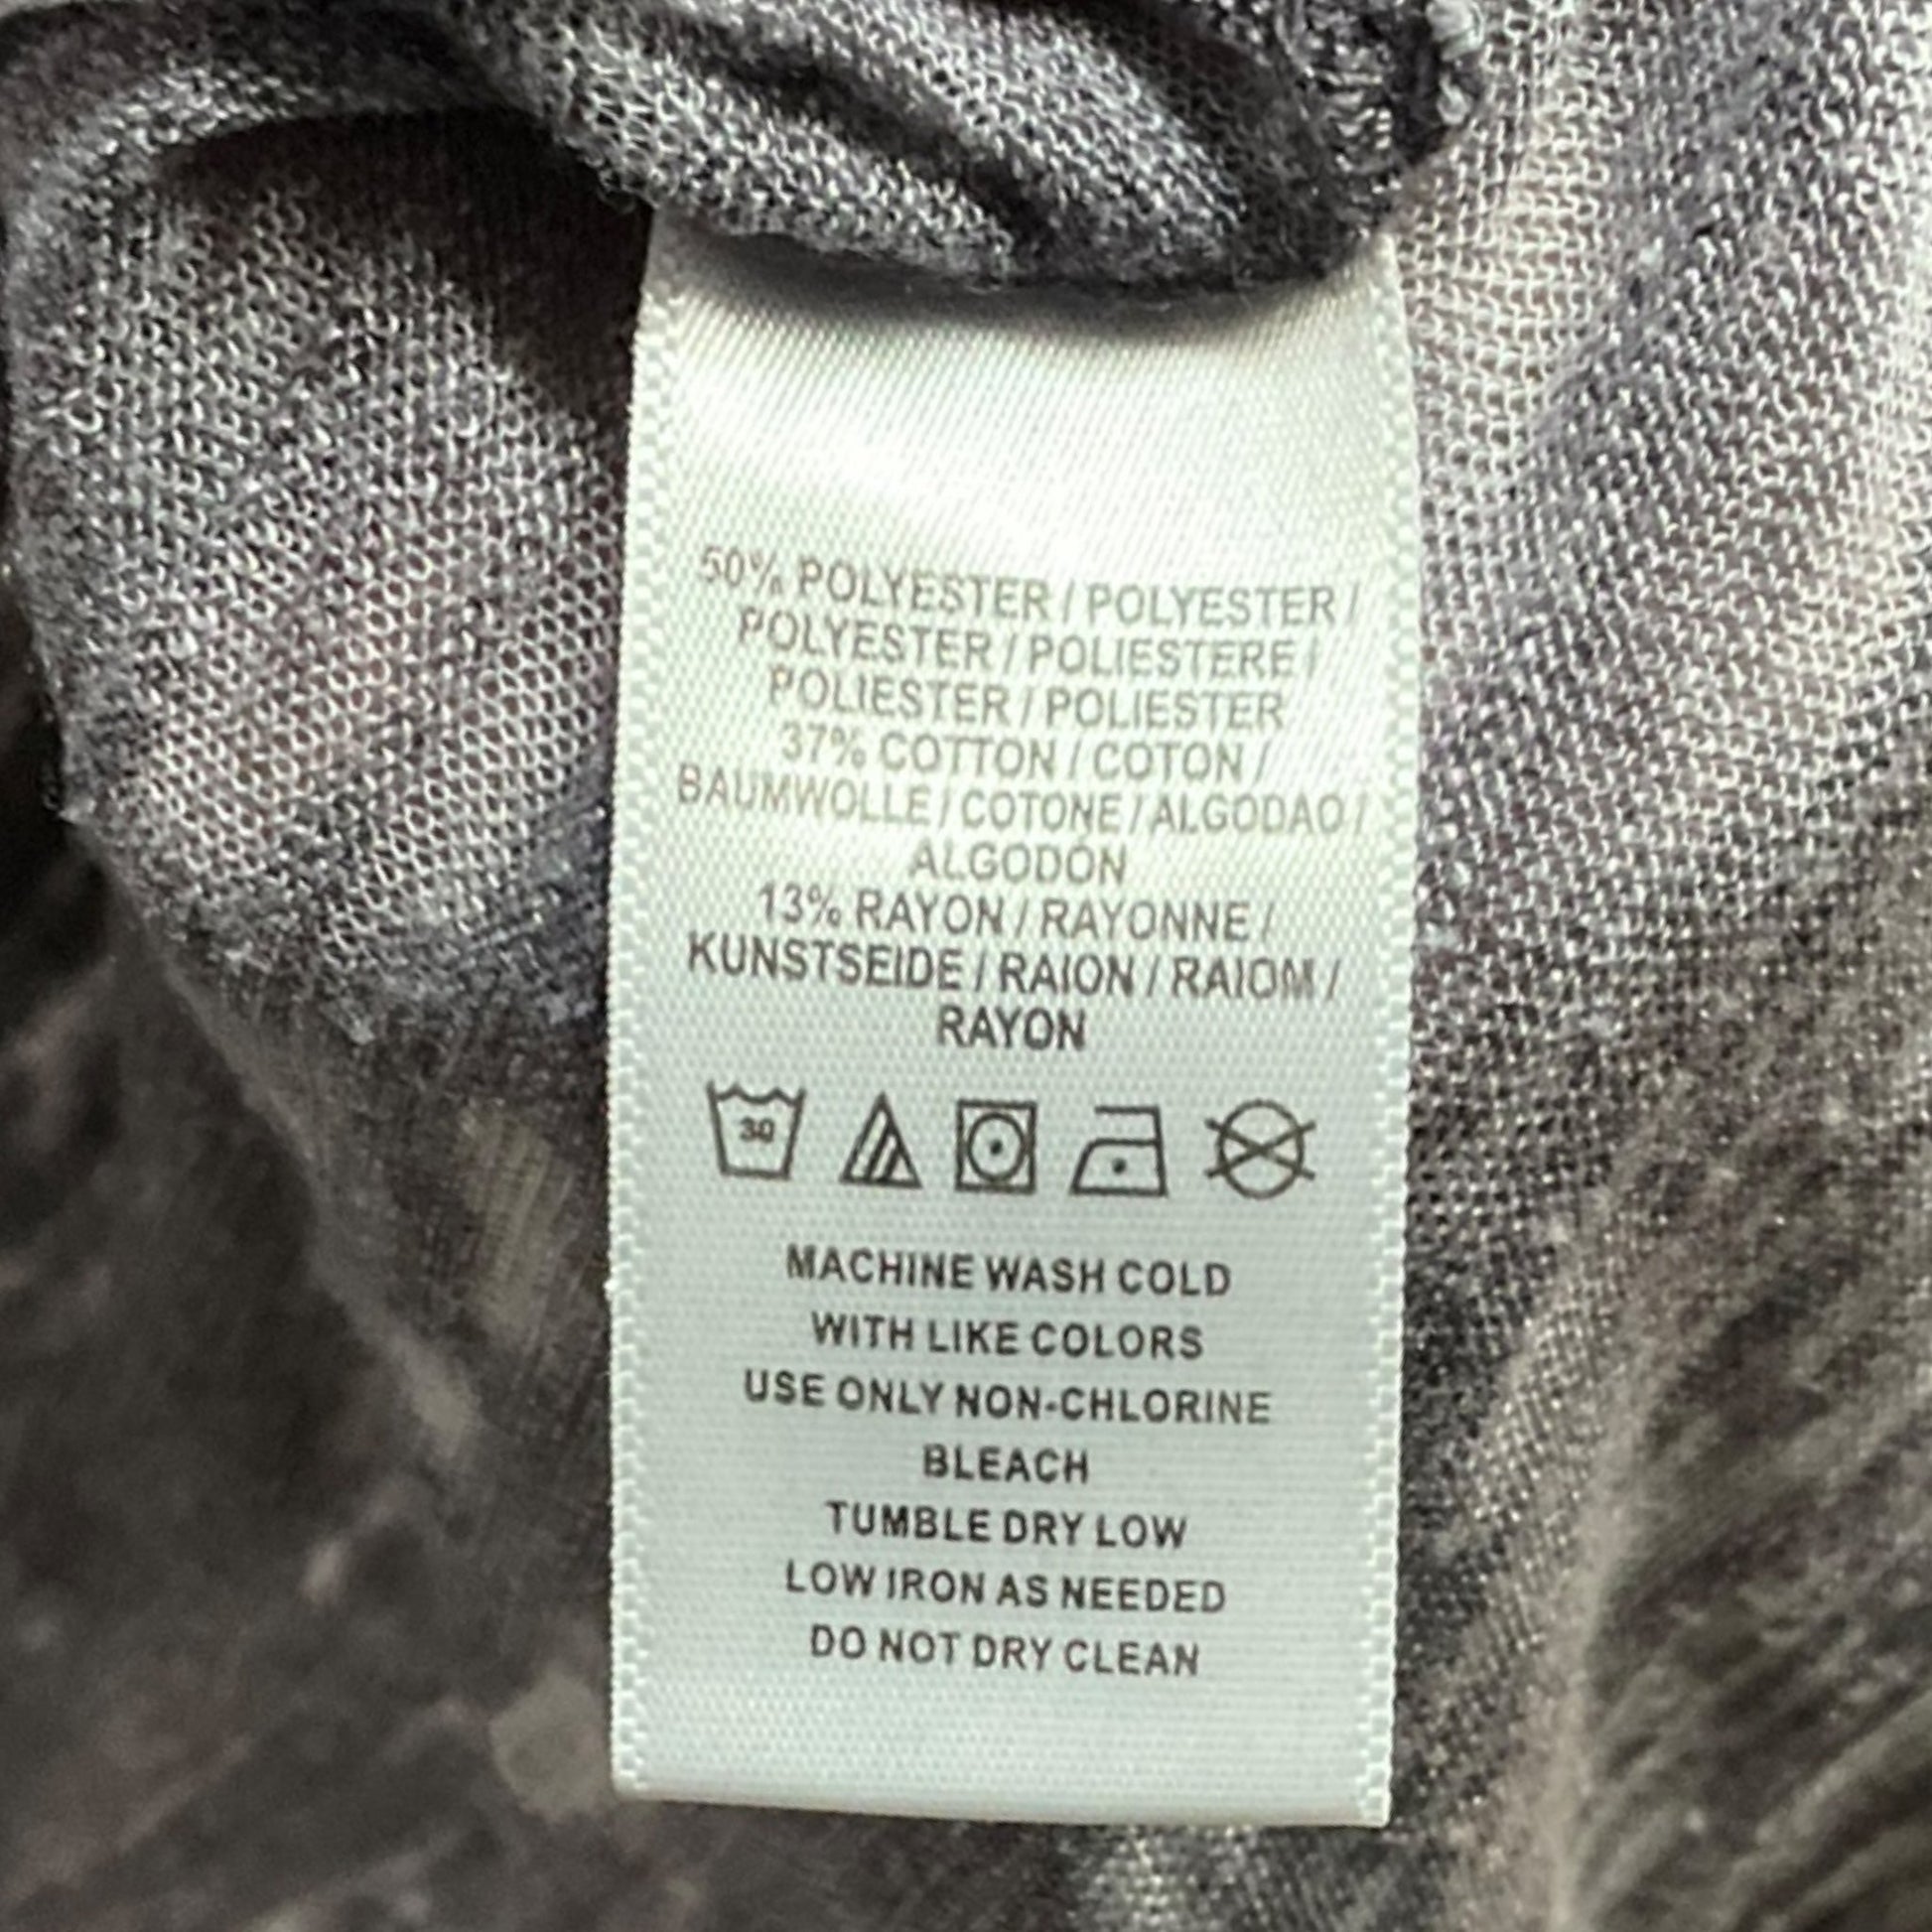 50% POLYESTER / POLYESTER /
POLYESTER / POLIESTERE /
POLIESTER / POLIESTER
37% COTTON / COTON /
BAUMWOLLE / COTONE / ALGODAO /
ALGODÓN
13% RAYON / RAYONNE /
KUNSTSEIDE / RAION / RAIOM /
RAYON
30
MACHINE WASH COLD
WITH LIKE COLORS
USE ONLY NON-CHLORINE
BLEACH
TUMBLE DRY LOW
LOW IRON AS NEEDED
DO NOT DRY CLEAN